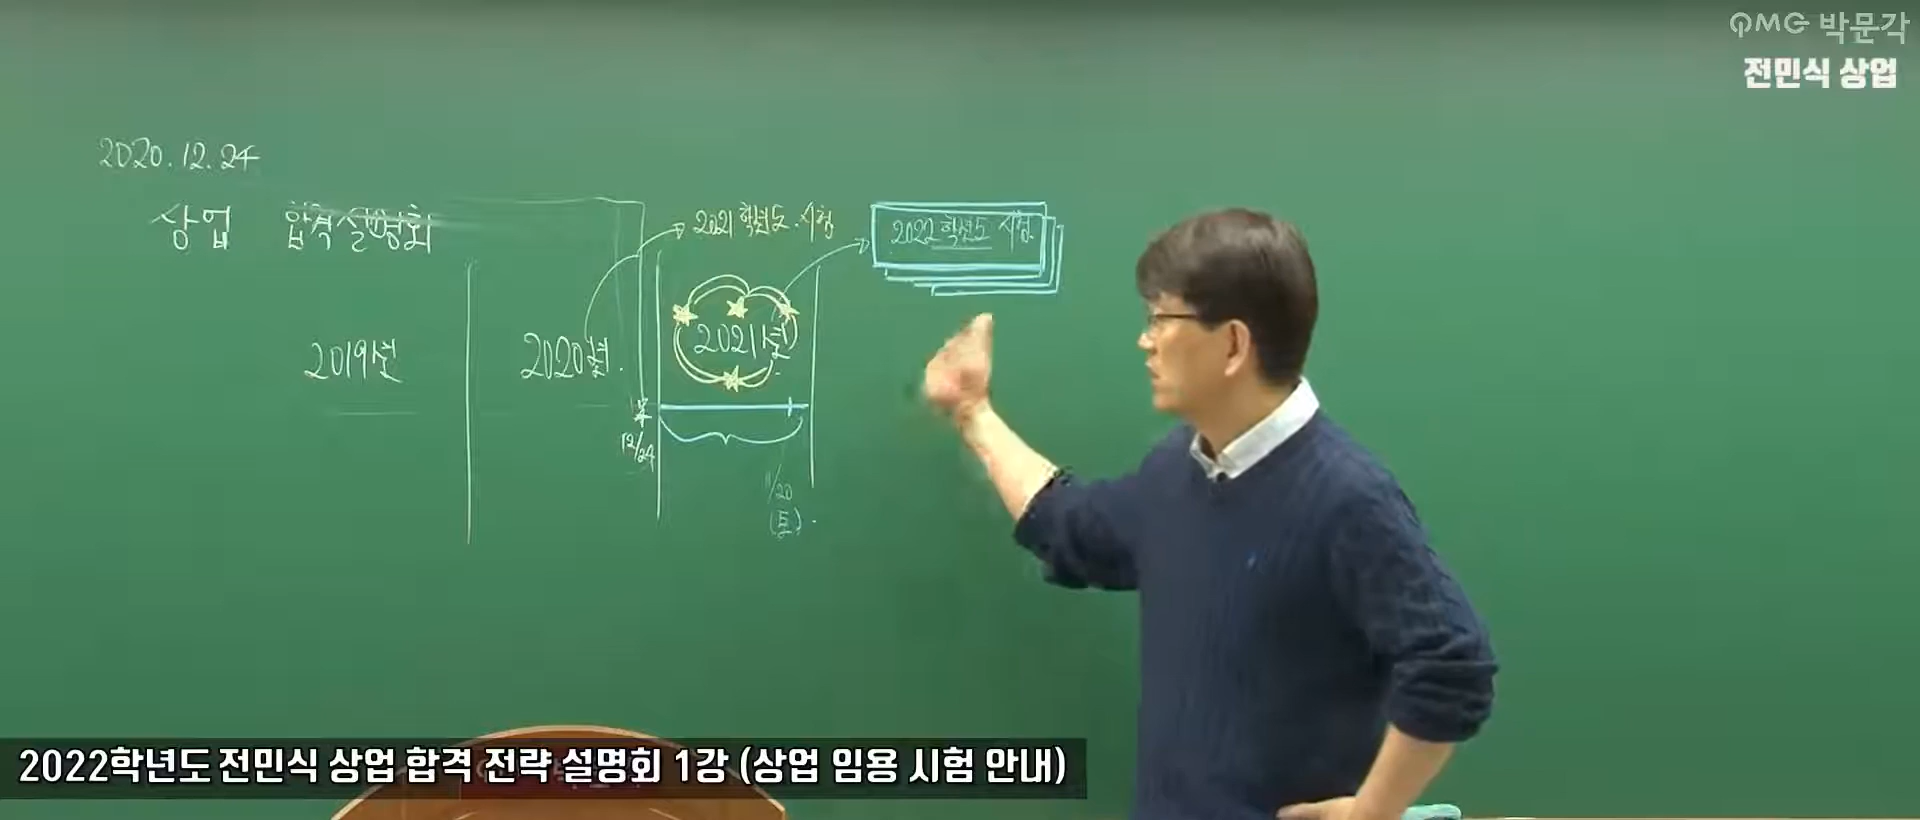 PMG 박문각
전민식 상업
2020.12.24
상업 합격설명회
2021학년도 시험
2022학년도 시험
2019년
2020년.
2021년
12/24
11/20
(토).
2022학년도 전민식 상업 합격 전략 설명회 1강 (상업 임용 시험 안내)